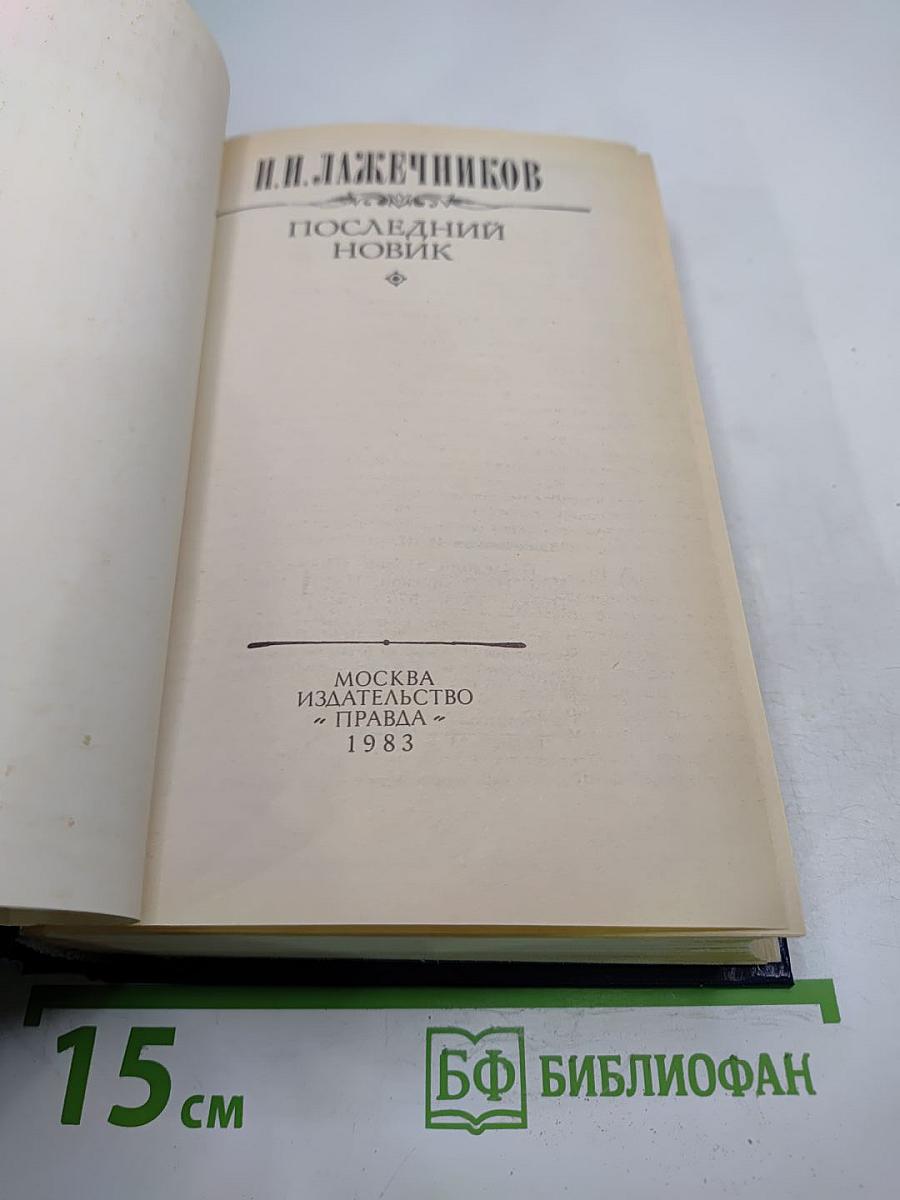 И.И.ЛАЖЕЧНИКОВ
ПОСЛЕДНИЙ
НОВИК
МОСКВА
ИЗДАТЕЛЬСТВО
„ ПРАВДА “
1983
15 см
БФ БИБЛИОФАН